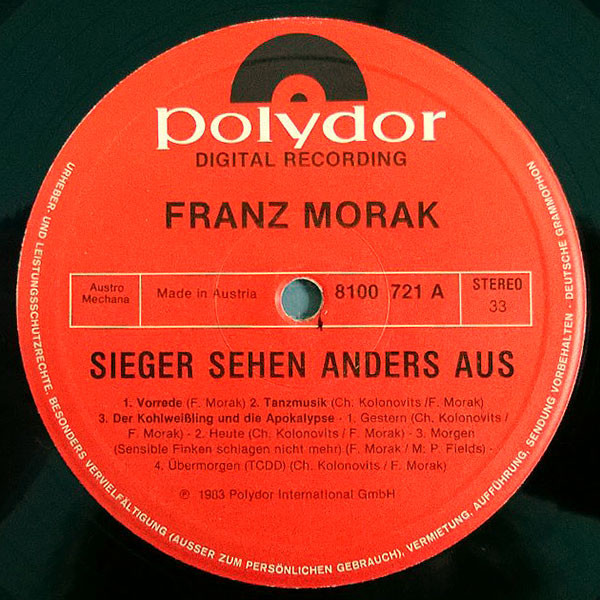 polydor
DIGITAL RECORDING
FRANZ MORAK
Austro
Mechana
Made in Austria
8100 721 A
STEREO
33
SIEGER SEHEN ANDERS AUS
1. Vorrede (F. Morak) 2. Tanzmusik (Ch. Kolonovits /F. Morak)
3. Der Kohlweißling und die Apokalypse - 1. Gestern (Ch. Kolonovits /
F. Morak) - 2. Heute (Ch. Kolonovits / F. Morak) - 3. Morgen
(Sensible Finken schlagen nicht mehr) (F. Morak / M. P. Fields) -
4. Übermorgen (TCDD) (Ch. Kolonovits / F. Morak)
℗ 1983 Polydor International GmbH
URHEBER- UND LEISTUNGSSCHUTZRECHTE, BESONDERS VERVIELFÄLTIGUNG (AUSSER ZUM PERSÖNLICHEN GEBRAUCH), VERMIETUNG, AUFFÜHRUNG, SENDUNG VORBEHALTEN · DEUTSCHE GRAMMOPHON